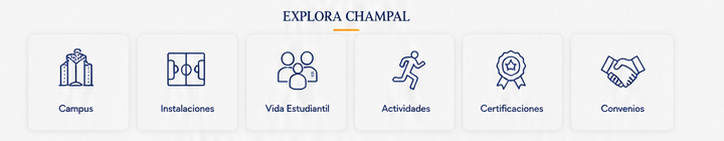 EXPLORA CHAMPAL
Campus
Instalaciones
Vida Estudiantil
Actividades
Certificaciones
Convenios